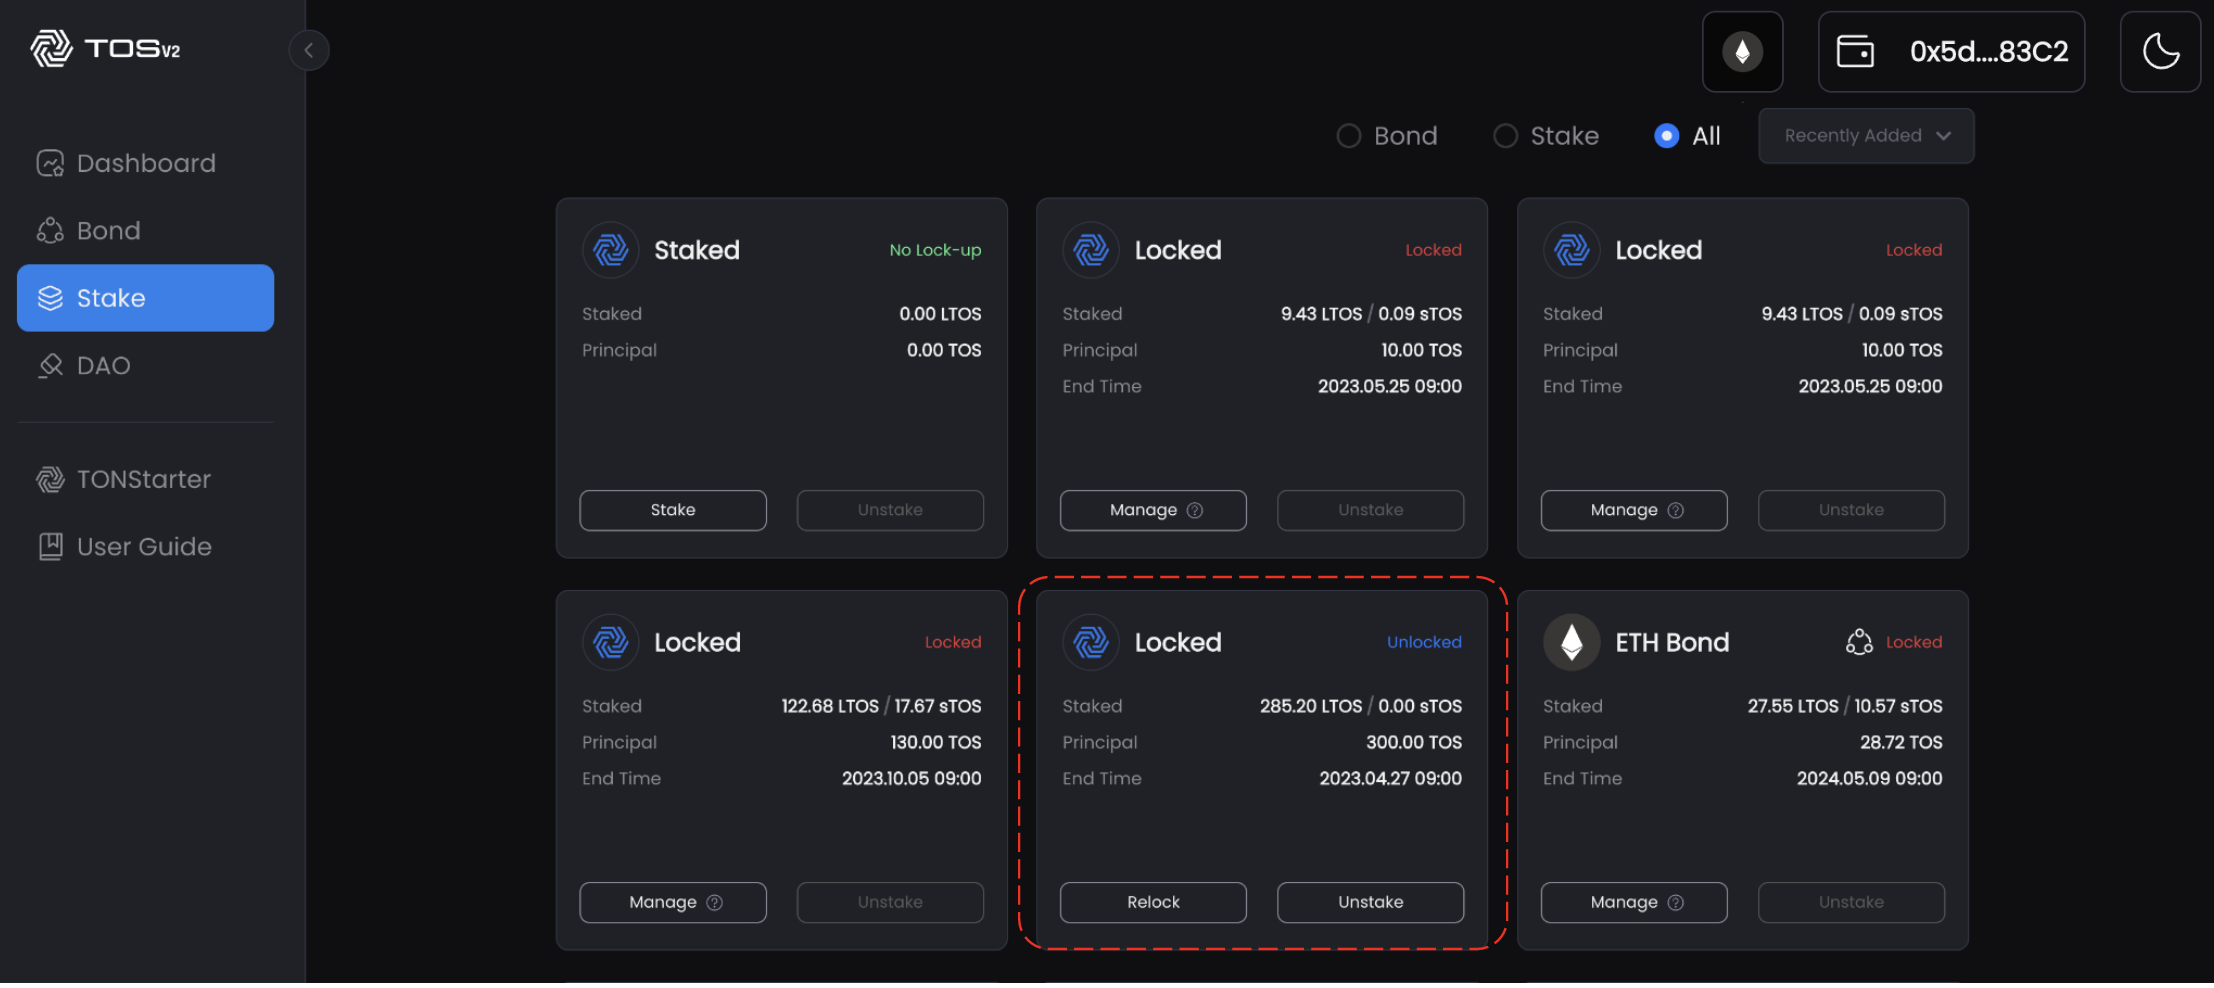 TOSV2
0x5d....83C2
Bond
Stake
All
Recently Added
Dashboard
Bond
Stake
DAO
TONStarter
User Guide
Staked
No Lock-up
Staked 0.00 LTOS
Principal 0.00 TOS
Stake
Unstake
Locked
Locked
Staked 9.43 LTOS / 0.09 sTOS
Principal 10.00 TOS
End Time 2023.05.25 09:00
Manage ?
Unstake
Locked
Locked
Staked 9.43 LTOS / 0.09 sTOS
Principal 10.00 TOS
End Time 2023.05.25 09:00
Manage ?
Unstake
Locked
Locked
Staked 122.68 LTOS / 17.67 sTOS
Principal 130.00 TOS
End Time 2023.10.05 09:00
Manage ?
Unstake
Locked
Unlocked
Staked 285.20 LTOS / 0.00 sTOS
Principal 300.00 TOS
End Time 2023.04.27 09:00
Relock
Unstake
ETH Bond
Locked
Staked 27.55 LTOS / 10.57 sTOS
Principal 28.72 TOS
End Time 2024.05.09 09:00
Manage ?
Unstake